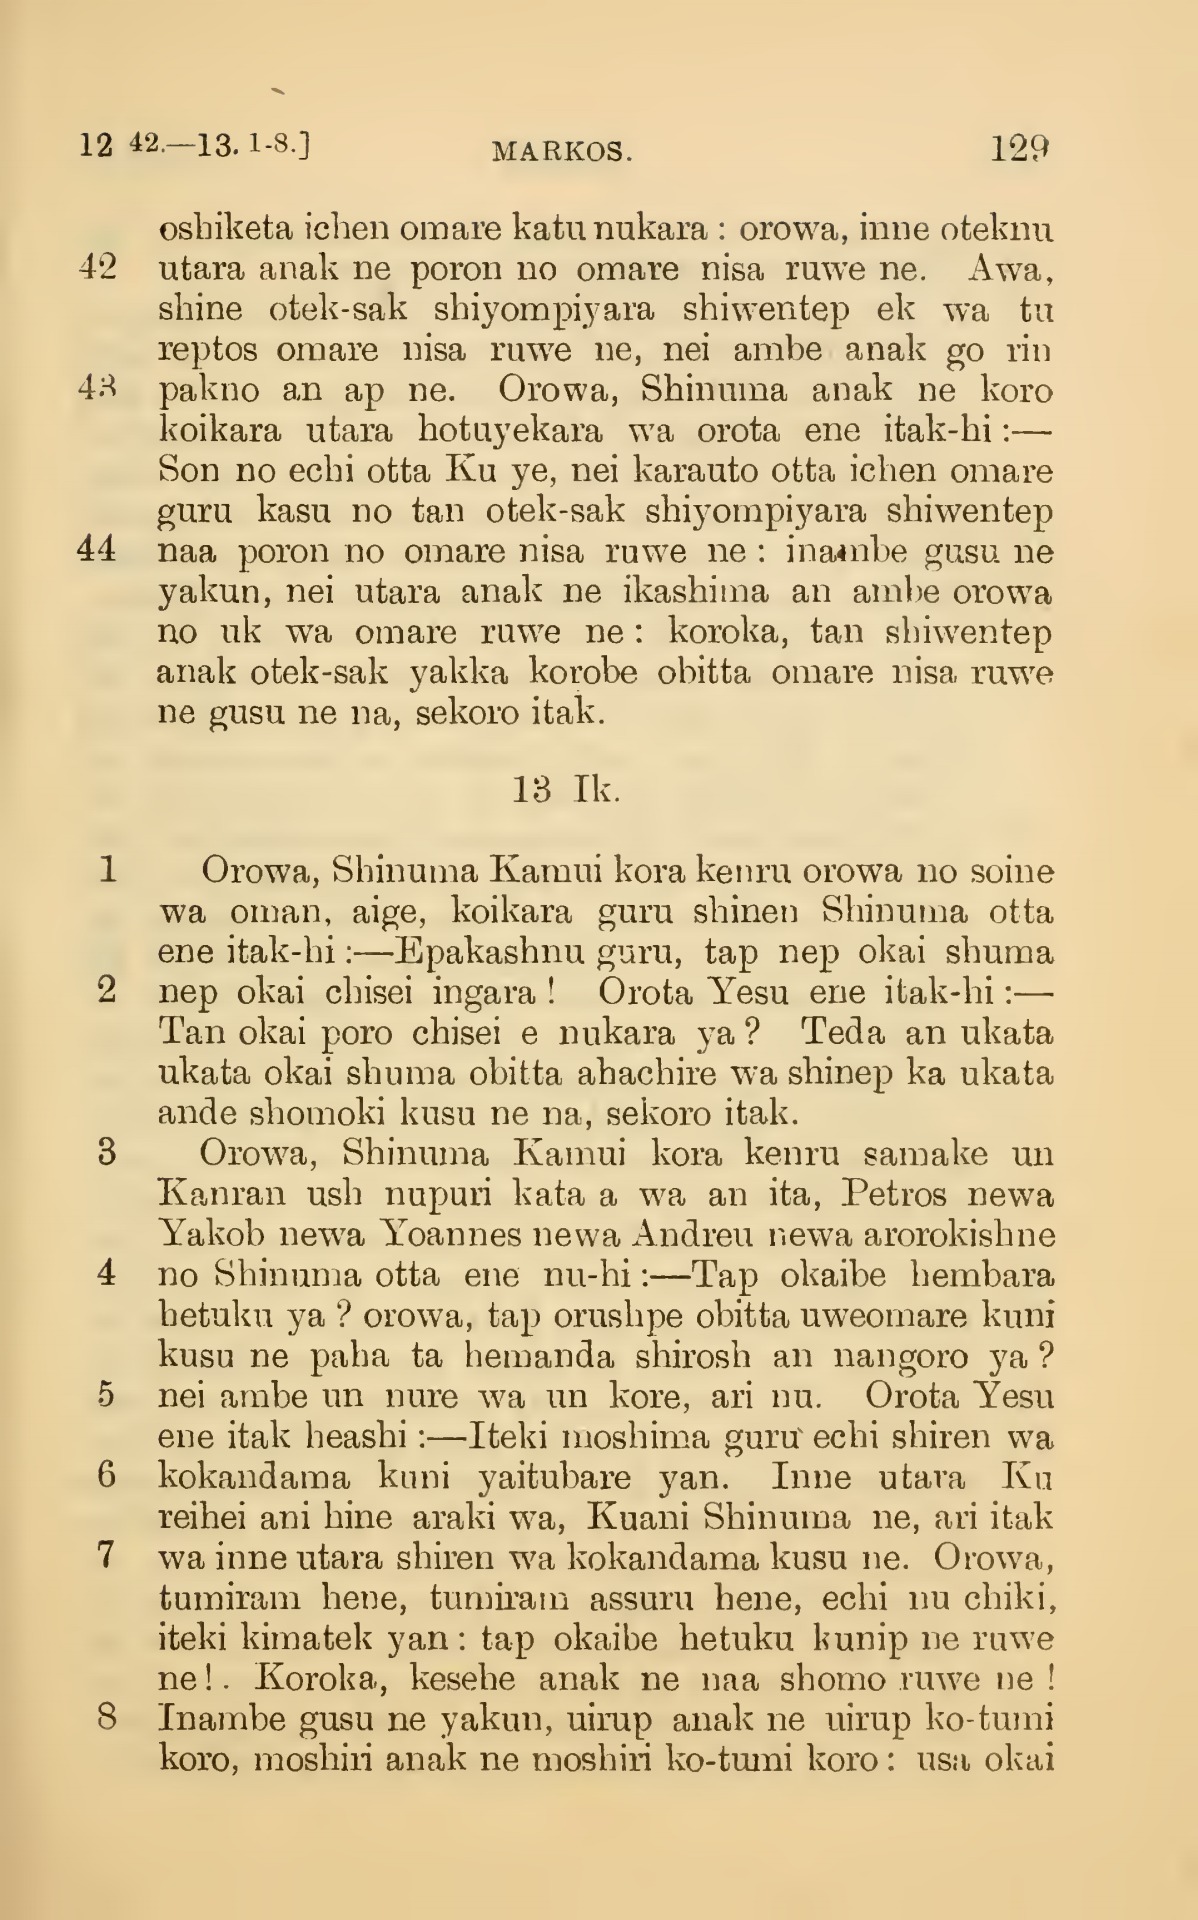 12 42.—13. 1-8.] MARKOS. 129
oshiketa ichen omare katu nukara : orowa, inne oteknu
42 utara anak ne poron no omare nisa ruwe ne. Awa,
shine otek-sak shiyompiyara shiwentep ek wa tu
reptos omare nisa ruwe ne, nei ambe anak go rin
43 pakno an ap ne. Orowa, Shinuma anak ne koro
koikara utara hotuyekara wa orota ene itak-hi :—
Son no echi otta Ku ye, nei karauto otta ichen omare
guru kasu no tan otek-sak shiyompiyara shiwentep
44 naa poron no omare nisa ruwe ne : inambe gusu ne
yakun, nei utara anak ne ikashima an ambe orowa
no uk wa omare ruwe ne : koroka, tan shiwentep
anak otek-sak yakka korobe obitta omare nisa ruwe
ne gusu ne na, sekoro itak.
13 Ik.
1 Orowa, Shinuma Kamui kora kenru orowa no soine
wa oman, aige, koikara guru shinen Shinuma otta
ene itak-hi :—Epakashnu guru, tap nep okai shuma
2 nep okai chisei ingara ! Orota Yesu ene itak-hi :—
Tan okai poro chisei e nukara ya ? Teda an ukata
ukata okai shuma obitta ahachire wa shinep ka ukata
ande shomoki kusu ne na, sekoro itak.
3 Orowa, Shinuma Kamui kora kenru samake un
Kanran ush nupuri kata a wa an ita, Petros newa
Yakob newa Yoannes newa Andreu newa arorokishne
4 no Shinuma otta ene nu-hi :—Tap okaibe hembara
hetuku ya ? orowa, tap orushpe obitta uweomare kuni
kusu ne paha ta hemanda shirosh an nangoro ya ?
5 nei ambe un nure wa un kore, ari nu. Orota Yesu
ene itak heashi :—Iteki moshima guru echi shiren wa
6 kokandama kuni yaitubare yan. Inne utara Ku
reihei ani hine araki wa, Kuani Shinuma ne, ari itak
7 wa inne utara shiren wa kokandama kusu ne. Orowa,
tumiram hene, tumiram assuru hene, echi nu chiki,
iteki kimatek yan : tap okaibe hetuku kunip ne ruwe
ne ! . Koroka, kesehe anak ne naa shomo ruwe ne !
8 Inambe gusu ne yakun, uirup anak ne uirup ko-tumi
koro, moshiri anak ne moshiri ko-tumi koro : usa okai